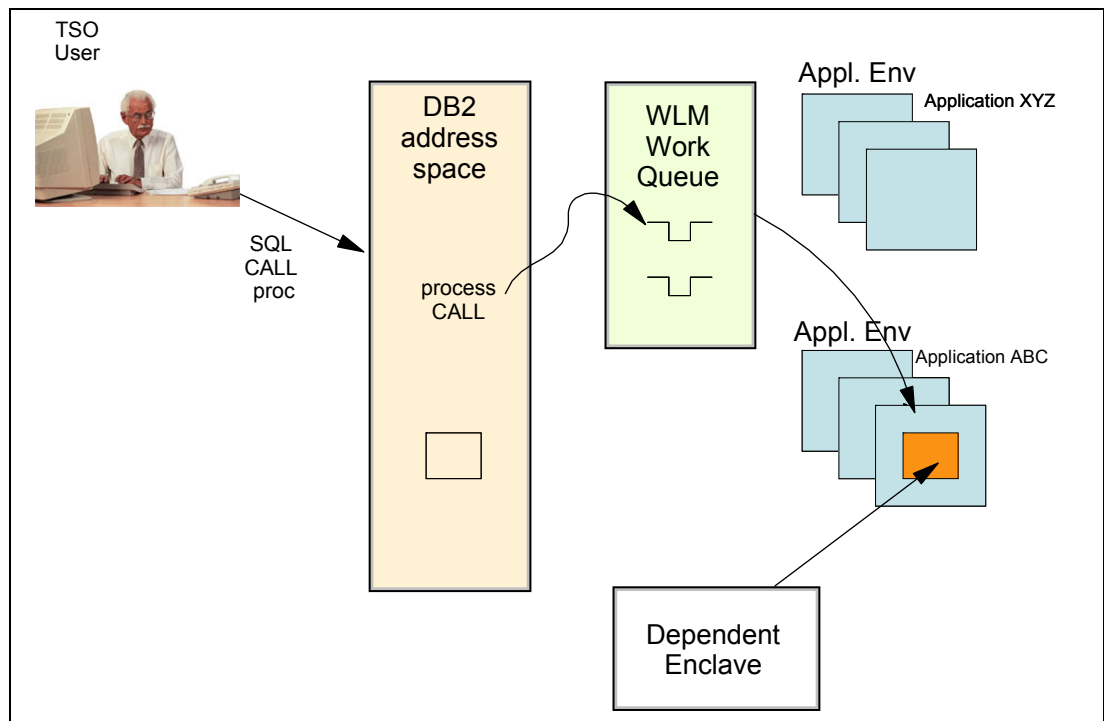 TSO
User
SQL
CALL
proc
DB2
address
space
process
CALL
WLM
Work
Queue
Appl. Env
Application XYZ
Appl. Env
Application ABC
Dependent
Enclave